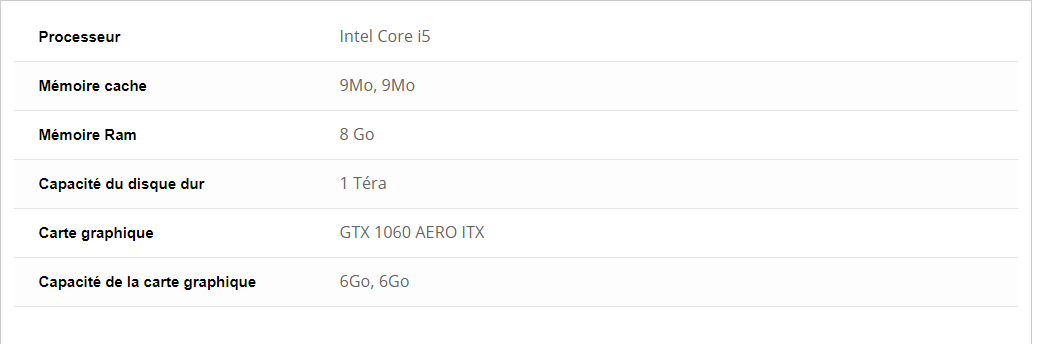 Processeur Intel Core i5
Mémoire cache 9Mo, 9Mo
Mémoire Ram 8 Go
Capacité du disque dur 1 Téra
Carte graphique GTX 1060 AERO ITX
Capacité de la carte graphique 6Go, 6Go